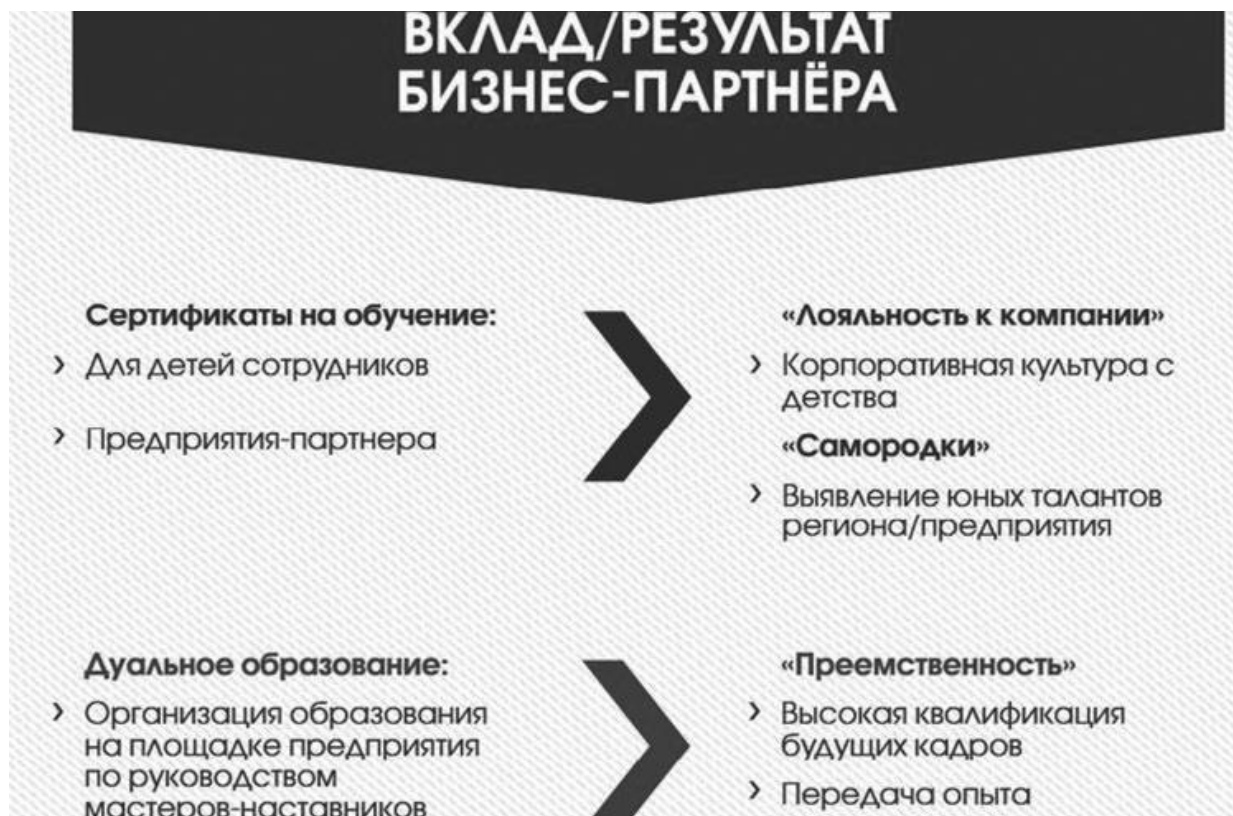 ВКЛАД/РЕЗУЛЬТАТ
БИЗНЕС-ПАРТНЁРА
Сертификаты на обучение:
› Для детей сотрудников
› Предприятия-партнера
«Лояльность к компании»
› Корпоративная культура с
детства
«Самородки»
› Выявление юных талантов
региона/предприятия
Дуальное образование:
› Организация образования
на площадке предприятия
по руководством
мастеров-наставников
«Преемственность»
› Высокая квалификация
будущих кадров
› Передача опыта